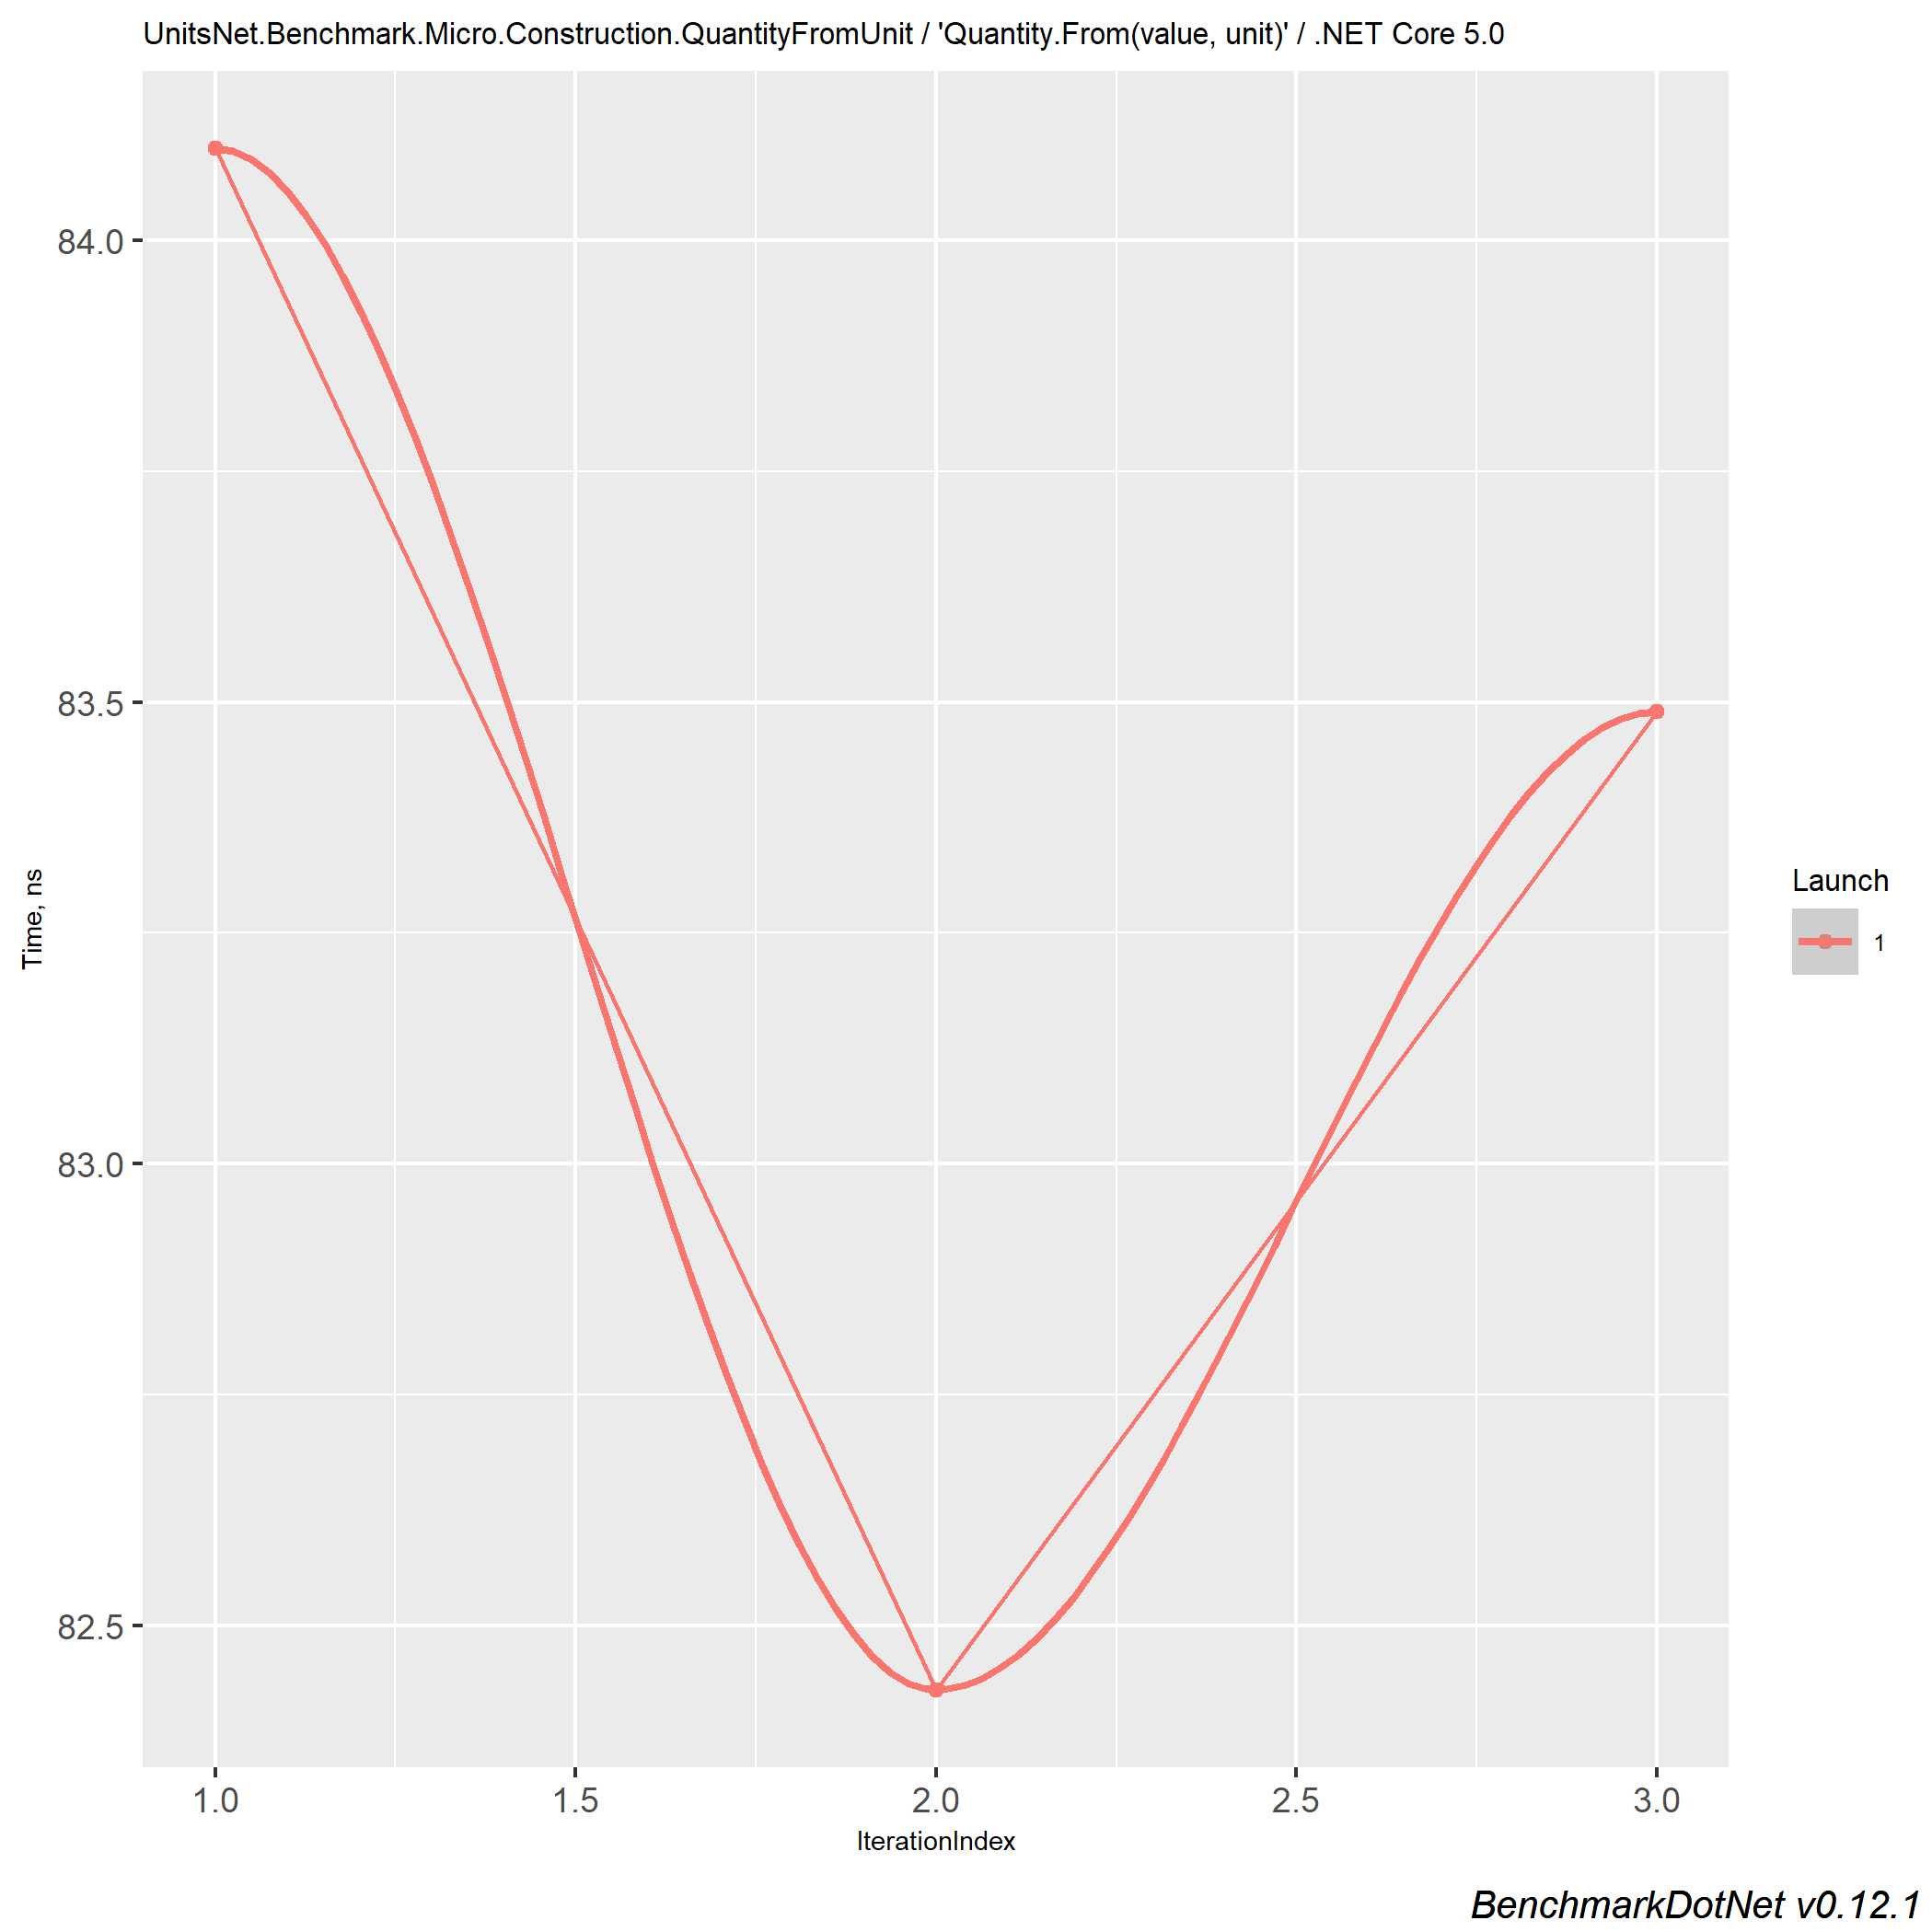 UnitsNet.Benchmark.Micro.Construction.QuantityFromUnit / 'Quantity.From(value, unit)' / .NET Core 5.0
84.0
83.5
83.0
82.5
Time, ns
1.0 1.5 2.0 2.5 3.0
IterationIndex
Launch
1
BenchmarkDotNet v0.12.1